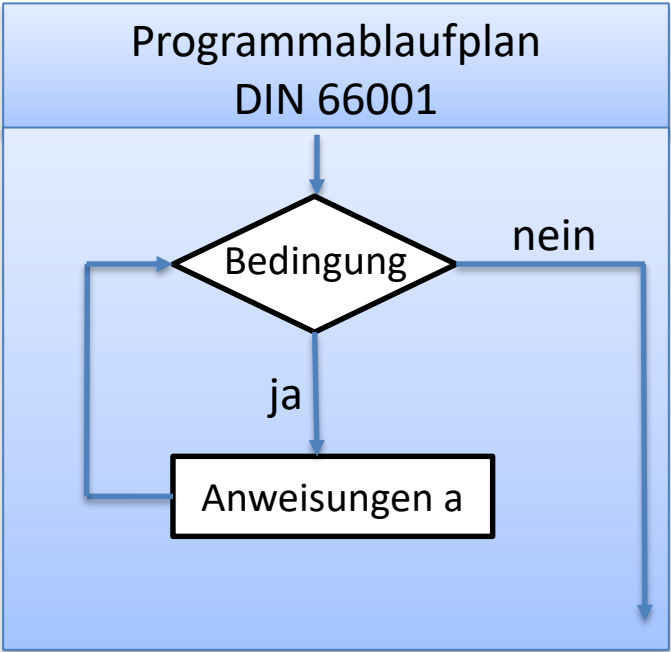 Programmablaufplan
DIN 66001
Bedingung
nein
ja
Anweisungen a